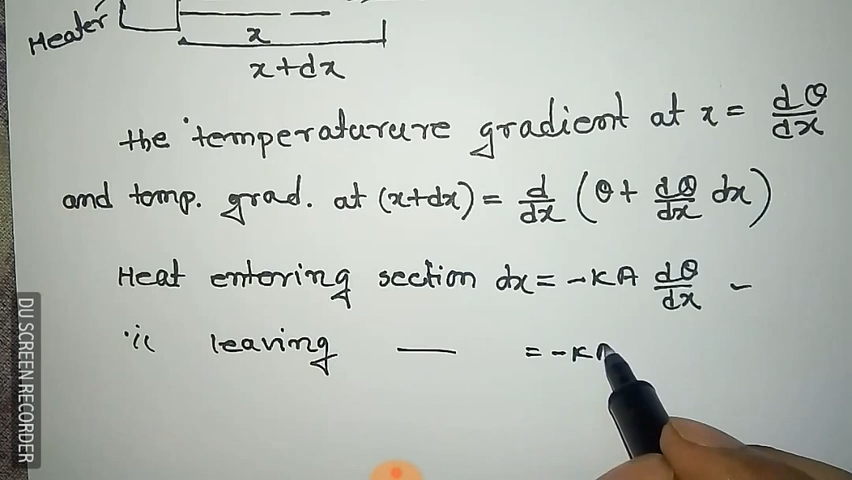 Heater
x
x+dx
the temperaturure gradient at x = dθ/dx
and temp. grad. at (x+dx) = d/dx (θ + dθ/dx dx)
Heat entering section dx = -KA dθ/dx -
leaving — = -KA
DU SCREEN RECORDER